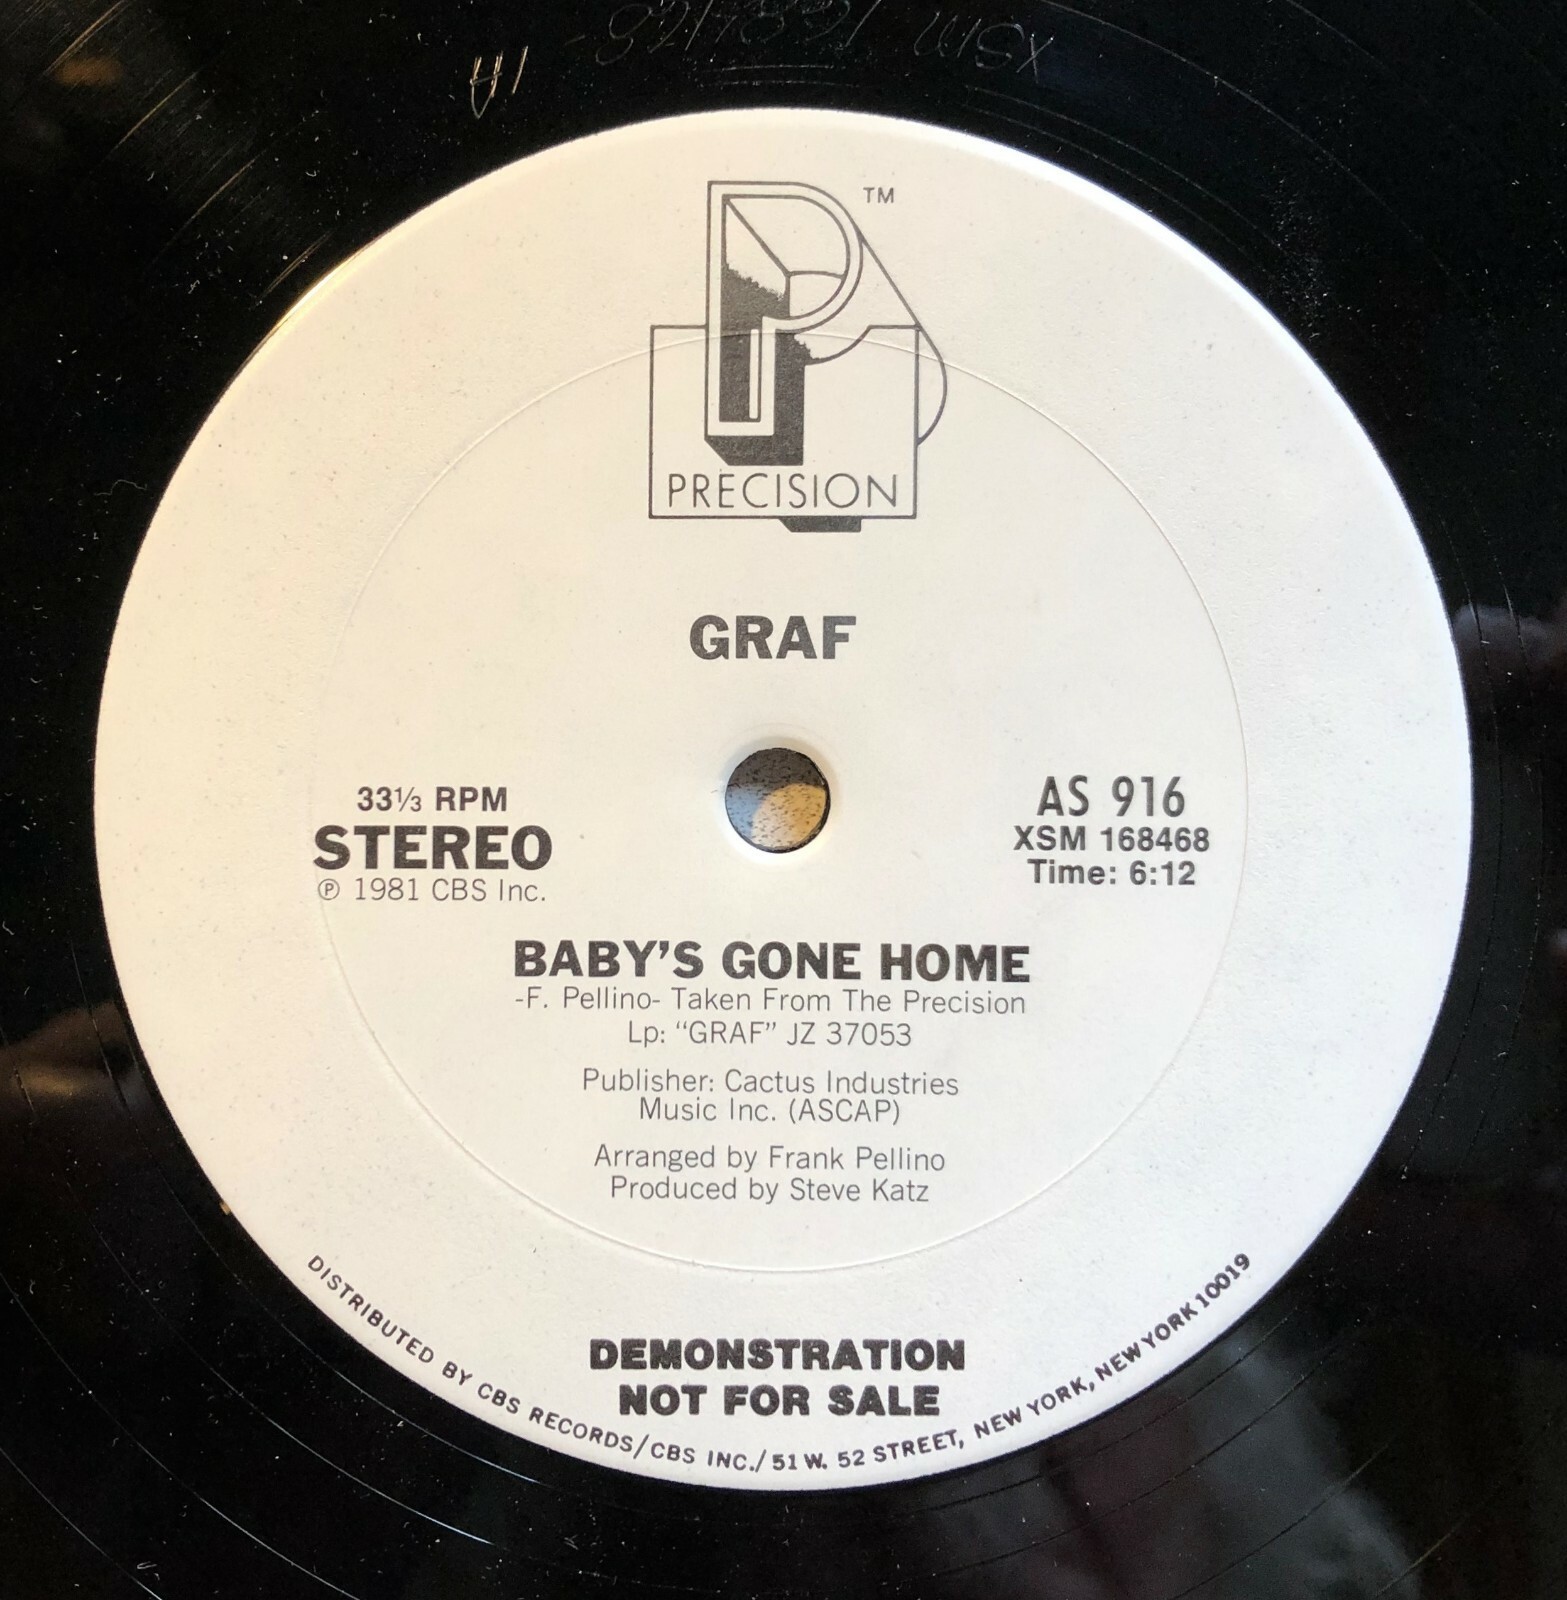 XSM 168468-
1A
TM
P
PRECISION
GRAF
33⅓ RPM
STEREO
Ⓟ 1981 CBS Inc.
AS 916
XSM 168468
Time: 6:12
BABY'S GONE HOME
-F. Pellino- Taken From The Precision
Lp: “GRAF” JZ 37053
Publisher: Cactus Industries
Music Inc. (ASCAP)
Arranged by Frank Pellino
Produced by Steve Katz
DEMONSTRATION
NOT FOR SALE
DISTRIBUTED BY CBS RECORDS/CBS INC./51 W. 52 STREET, NEW YORK, NEW YORK 10019